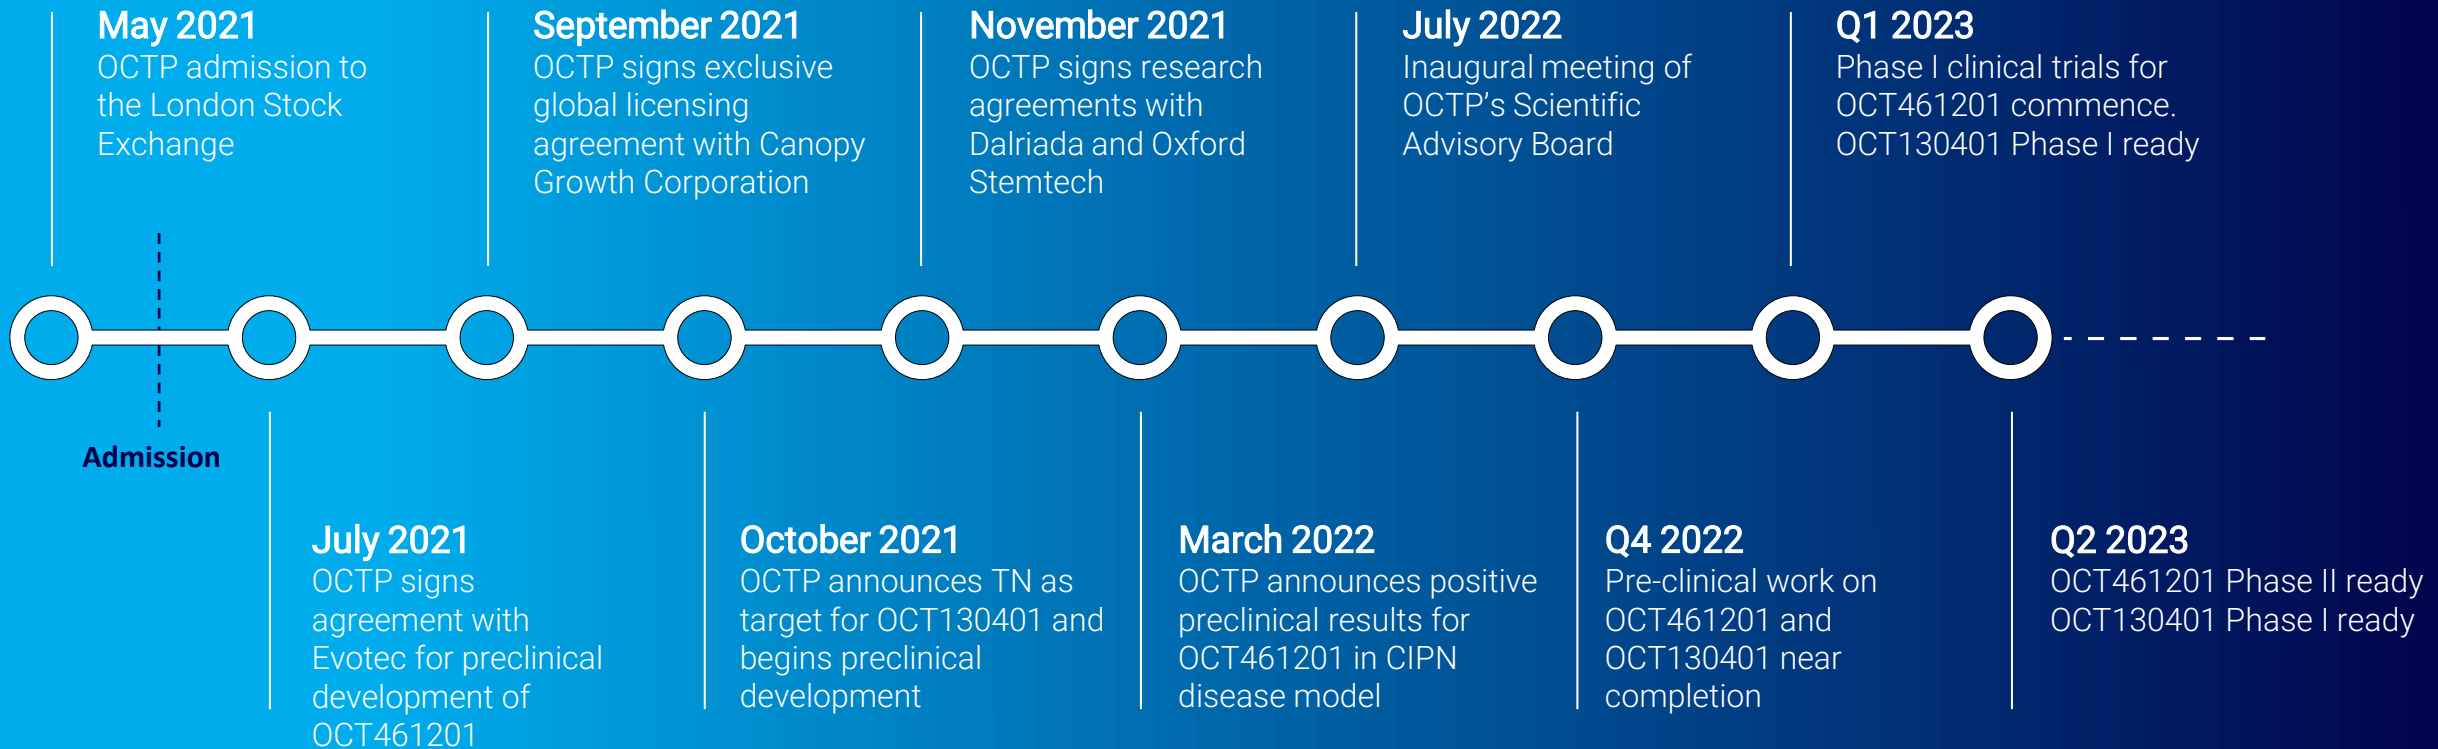 May 2021
OCTP admission to
the London Stock
Exchange
September 2021
OCTP signs exclusive
global licensing
agreement with Canopy
Growth Corporation
November 2021
OCTP signs research
agreements with
Dalriada and Oxford
Stemtech
July 2022
Inaugural meeting of
OCTP’s Scientific
Advisory Board
Q1 2023
Phase I clinical trials for
OCT461201 commence.
OCT130401 Phase I ready
Admission
July 2021
OCTP signs
agreement with
Evotec for preclinical
development of
OCT461201
October 2021
OCTP announces TN as
target for OCT130401 and
begins preclinical
development
March 2022
OCTP announces positive
preclinical results for
OCT461201 in CIPN
disease model
Q4 2022
Pre-clinical work on
OCT461201 and
OCT130401 near
completion
Q2 2023
OCT461201 Phase II ready
OCT130401 Phase I ready